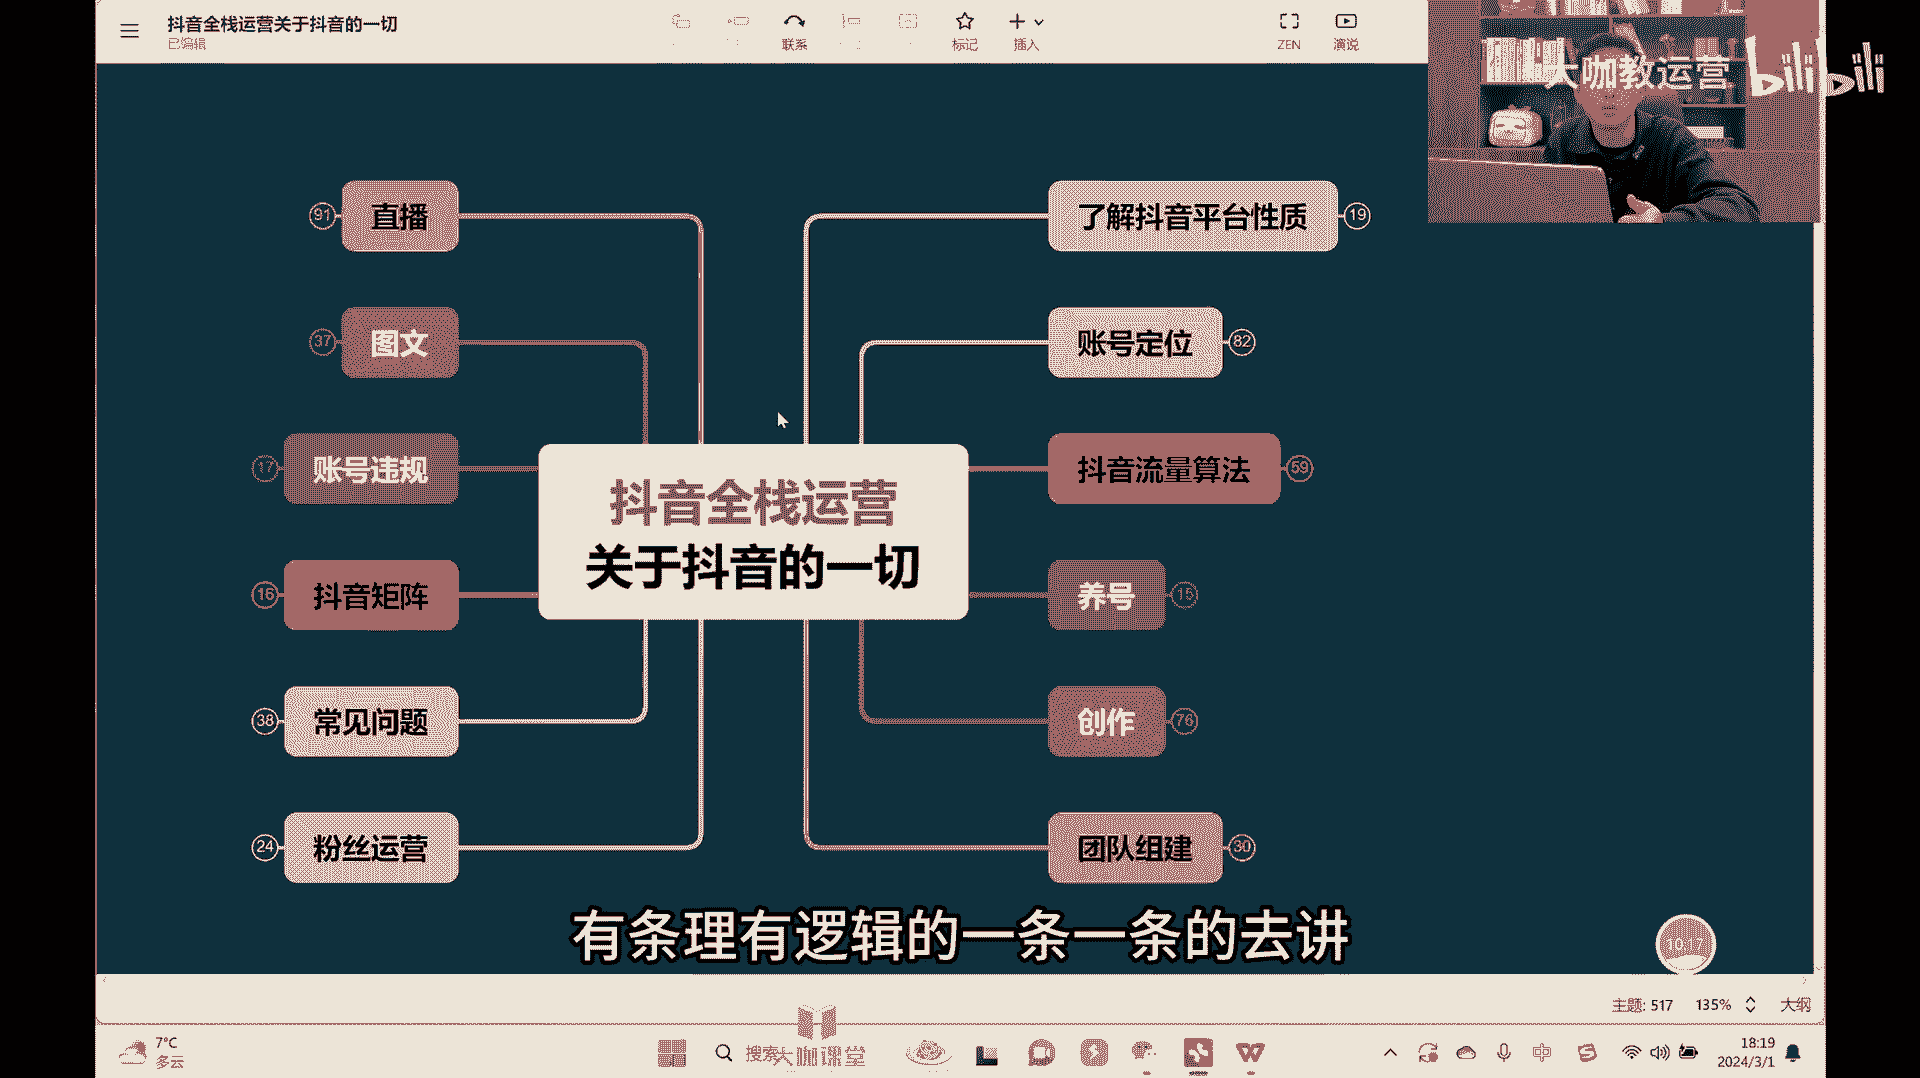 抖音全栈运营关于抖音的一切
已编辑
联系
标记
插入
ZEN
演说
大咖教运营
bilibili
91
直播
37
图文
17
账号违规
16
抖音矩阵
38
常见问题
24
粉丝运营
抖音全栈运营
关于抖音的一切
了解抖音平台性质
19
账号定位
82
抖音流量算法
59
养号
15
创作
76
团队组建
30
有条理有逻辑的一条一条的去讲
10:17
主题: 517
135%
大纲
7°C
多云
搜索
大咖课堂
中
18:19
2024/3/1